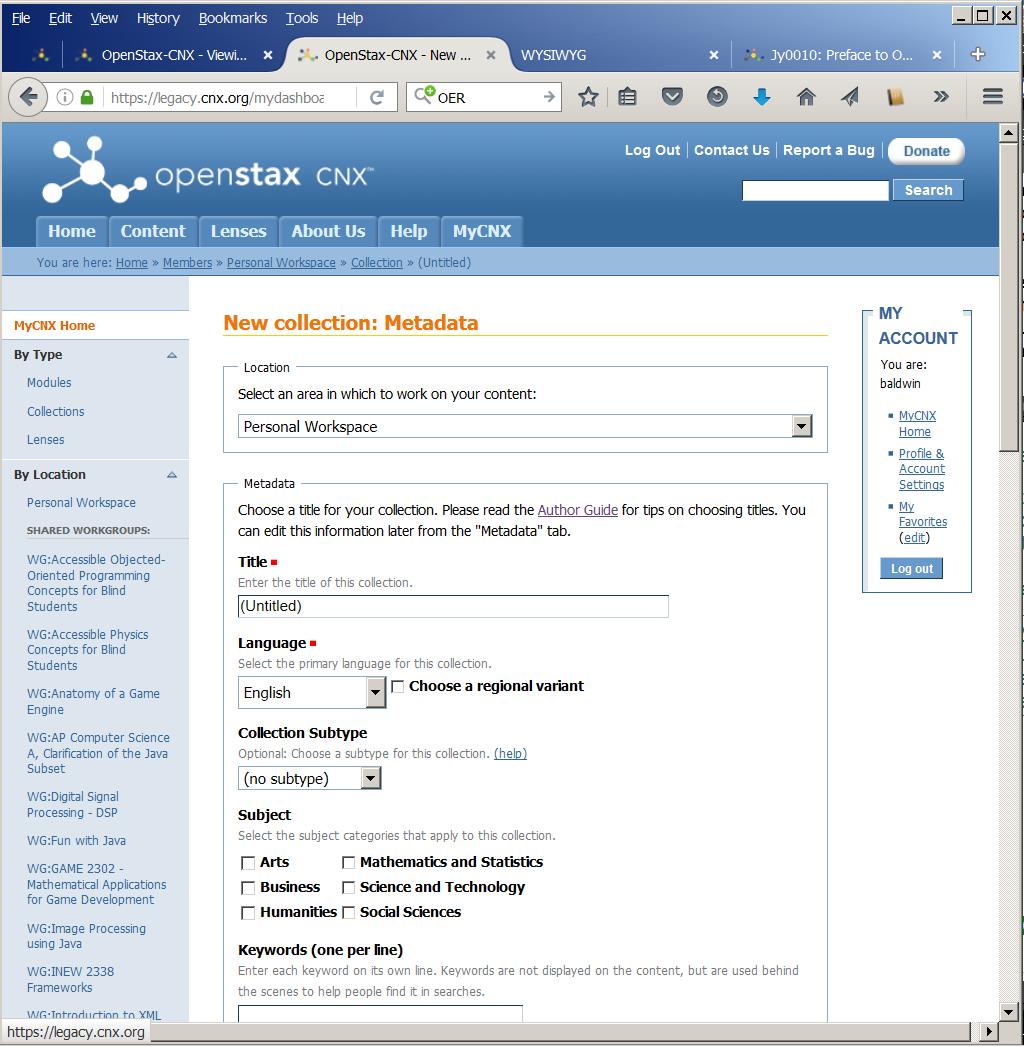 File Edit View History Bookmarks Tools Help
OpenStax-CNX - Viewi... OpenStax-CNX - New ... WYSIWYG Jy0010: Preface to O...
https://legacy.cnx.org/mydashboa OER
openstax CNX™
Log Out Contact Us Report a Bug Donate
Search
Home Content Lenses About Us Help MyCNX
You are here: Home » Members » Personal Workspace » Collection » (Untitled)
MyCNX Home
By Type
Modules
Collections
Lenses
By Location
Personal Workspace
SHARED WORKGROUPS:
WG:Accessible Objected-
Oriented Programming
Concepts for Blind
Students
WG:Accessible Physics
Concepts for Blind
Students
WG:Anatomy of a Game
Engine
WG:AP Computer Science
A, Clarification of the Java
Subset
WG:Digital Signal
Processing - DSP
WG:Fun with Java
WG:GAME 2302 -
Mathematical Applications
for Game Development
WG:Image Processing
using Java
WG:INEW 2338
Frameworks
WG:Introduction to XML
https://legacy.cnx.org
New collection: Metadata
Location
Select an area in which to work on your content:
Personal Workspace
Metadata
Choose a title for your collection. Please read the Author Guide for tips on choosing titles. You
can edit this information later from the "Metadata" tab.
Title
Enter the title of this collection.
(Untitled)
Language
Select the primary language for this collection.
English Choose a regional variant
Collection Subtype
Optional: Choose a subtype for this collection. (help)
(no subtype)
Subject
Select the subject categories that apply to this collection.
Arts Mathematics and Statistics
Business Science and Technology
Humanities Social Sciences
Keywords (one per line)
Enter each keyword on its own line. Keywords are not displayed on the content, but are used behind
the scenes to help people find it in searches.
MY
ACCOUNT
You are:
baldwin
MyCNX
Home
Profile &
Account
Settings
My
Favorites
(edit)
Log out